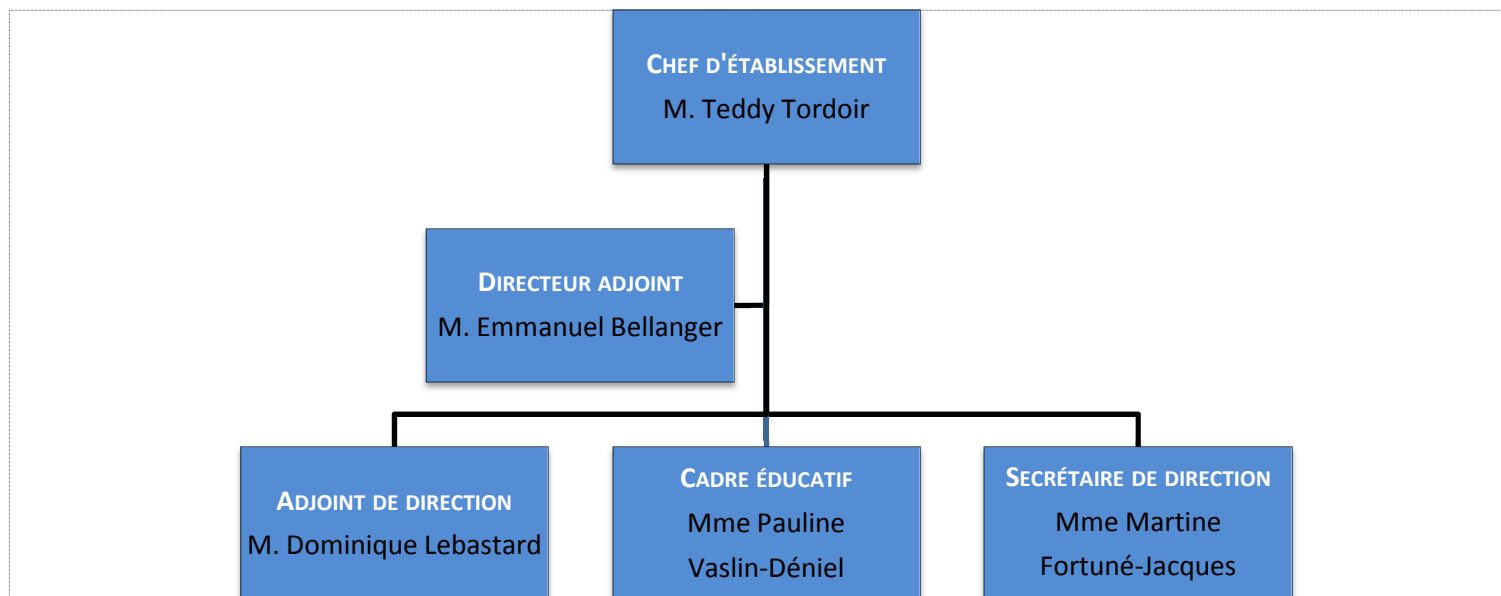 CHEF D'ÉTABLISSEMENT
M. Teddy Tordoir
DIRECTEUR ADJOINT
M. Emmanuel Bellanger
ADJOINT DE DIRECTION
M. Dominique Lebastard
CADRE ÉDUCATIF
Mme Pauline
Vaslin-Déniel
SECRÉTAIRE DE DIRECTION
Mme Martine
Fortuné-Jacques